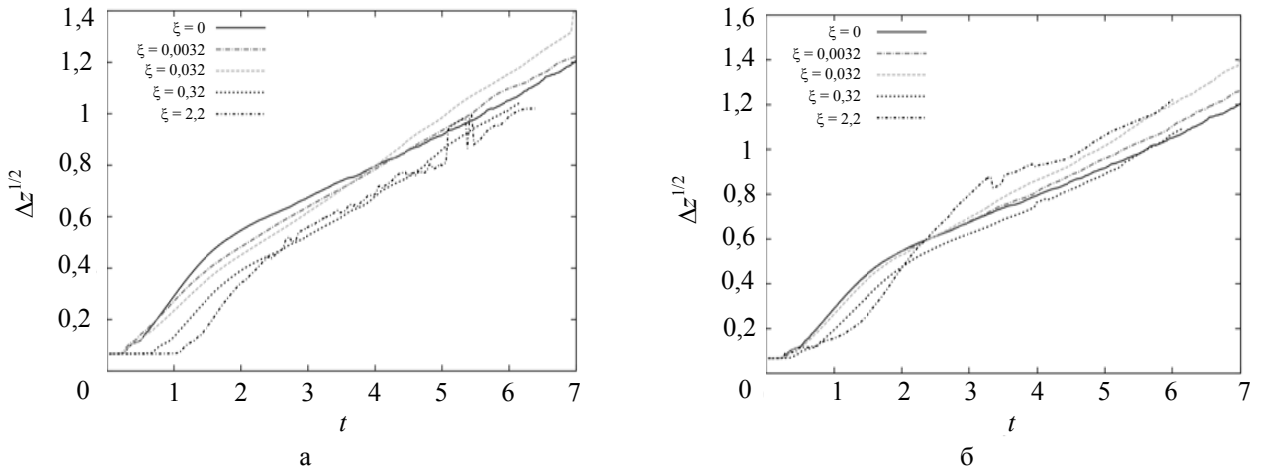 1,4
1,2
1
0,8
0,6
0,4
0,2
0
Δz^{1/2}
ξ = 0
ξ = 0,0032
ξ = 0,032
ξ = 0,32
ξ = 2,2
1 2 3 4 5 6 7
t
а
1,6
1,4
1,2
1
0,8
0,6
0,4
0,2
0
Δz^{1/2}
ξ = 0
ξ = 0,0032
ξ = 0,032
ξ = 0,32
ξ = 2,2
1 2 3 4 5 6 7
t
б